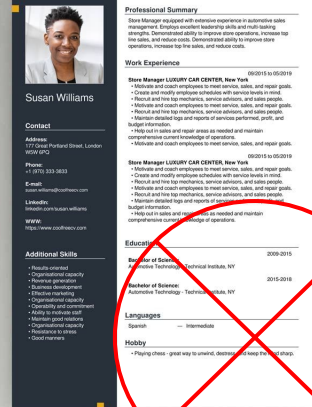 Susan Williams
Contact
Address:
177 Great Portland Street, London
W5W 6PQ
Phone:
+1 (970) 333-3833
E-mail:
susan.williams@coolfreecv.com
LinkedIn:
linkedin.com/susan.williams
WWW:
https://www.coolfreecv.com
Additional Skills
• Results-oriented
• Organisational capacity
• Revenue generation
• Business development
• Effective marketing
• Organisational capacity
• Operability and commitment
• Ability to motivate staff
• Maintain good relations
• Organisational capacity
• Resistance to stress
• Good manners
Professional Summary
Store Manager equipped with extensive experience in automotive sales
management. Employs excellent leadership skills and multi-tasking
strengths. Demonstrated ability to improve store operations, increase top
line sales, and reduce costs. Demonstrated ability to improve store
operations, increase top line sales, and reduce costs.
Work Experience
09/2015 to 05/2019
Store Manager LUXURY CAR CENTER, New York
• Motivate and coach employees to meet service, sales, and repair goals.
• Create and modify employee schedules with service levels in mind.
• Recruit and hire top mechanics, service advisors, and sales people.
• Motivate and coach employees to meet service, sales, and repair goals.
• Recruit and hire top mechanics, service advisors, and sales people.
• Maintain detailed logs and reports of services performed, profit, and
budget information.
• Help out in sales and repair areas as needed and maintain
comprehensive current knowledge of operations.
• Motivate and coach employees to meet service, sales, and repair goals.
09/2015 to 05/2019
Store Manager LUXURY CAR CENTER, New York
• Motivate and coach employees to meet service, sales, and repair goals.
• Create and modify employee schedules with service levels in mind.
• Recruit and hire top mechanics, service advisors, and sales people.
• Motivate and coach employees to meet service, sales, and repair goals.
• Recruit and hire top mechanics, service advisors, and sales people.
• Maintain detailed logs and reports of services performed, profit, and
budget information.
• Help out in sales and repair areas as needed and maintain
comprehensive current knowledge of operations.
Education
2009-2015
Bachelor of Science:
Automotive Technology - Technical Institute, NY
2015-2018
Bachelor of Science:
Automotive Technology - Technical Institute, NY
Languages
Spanish — Intermediate
Hobby
• Playing chess - great way to unwind, destress and keep the mind sharp.